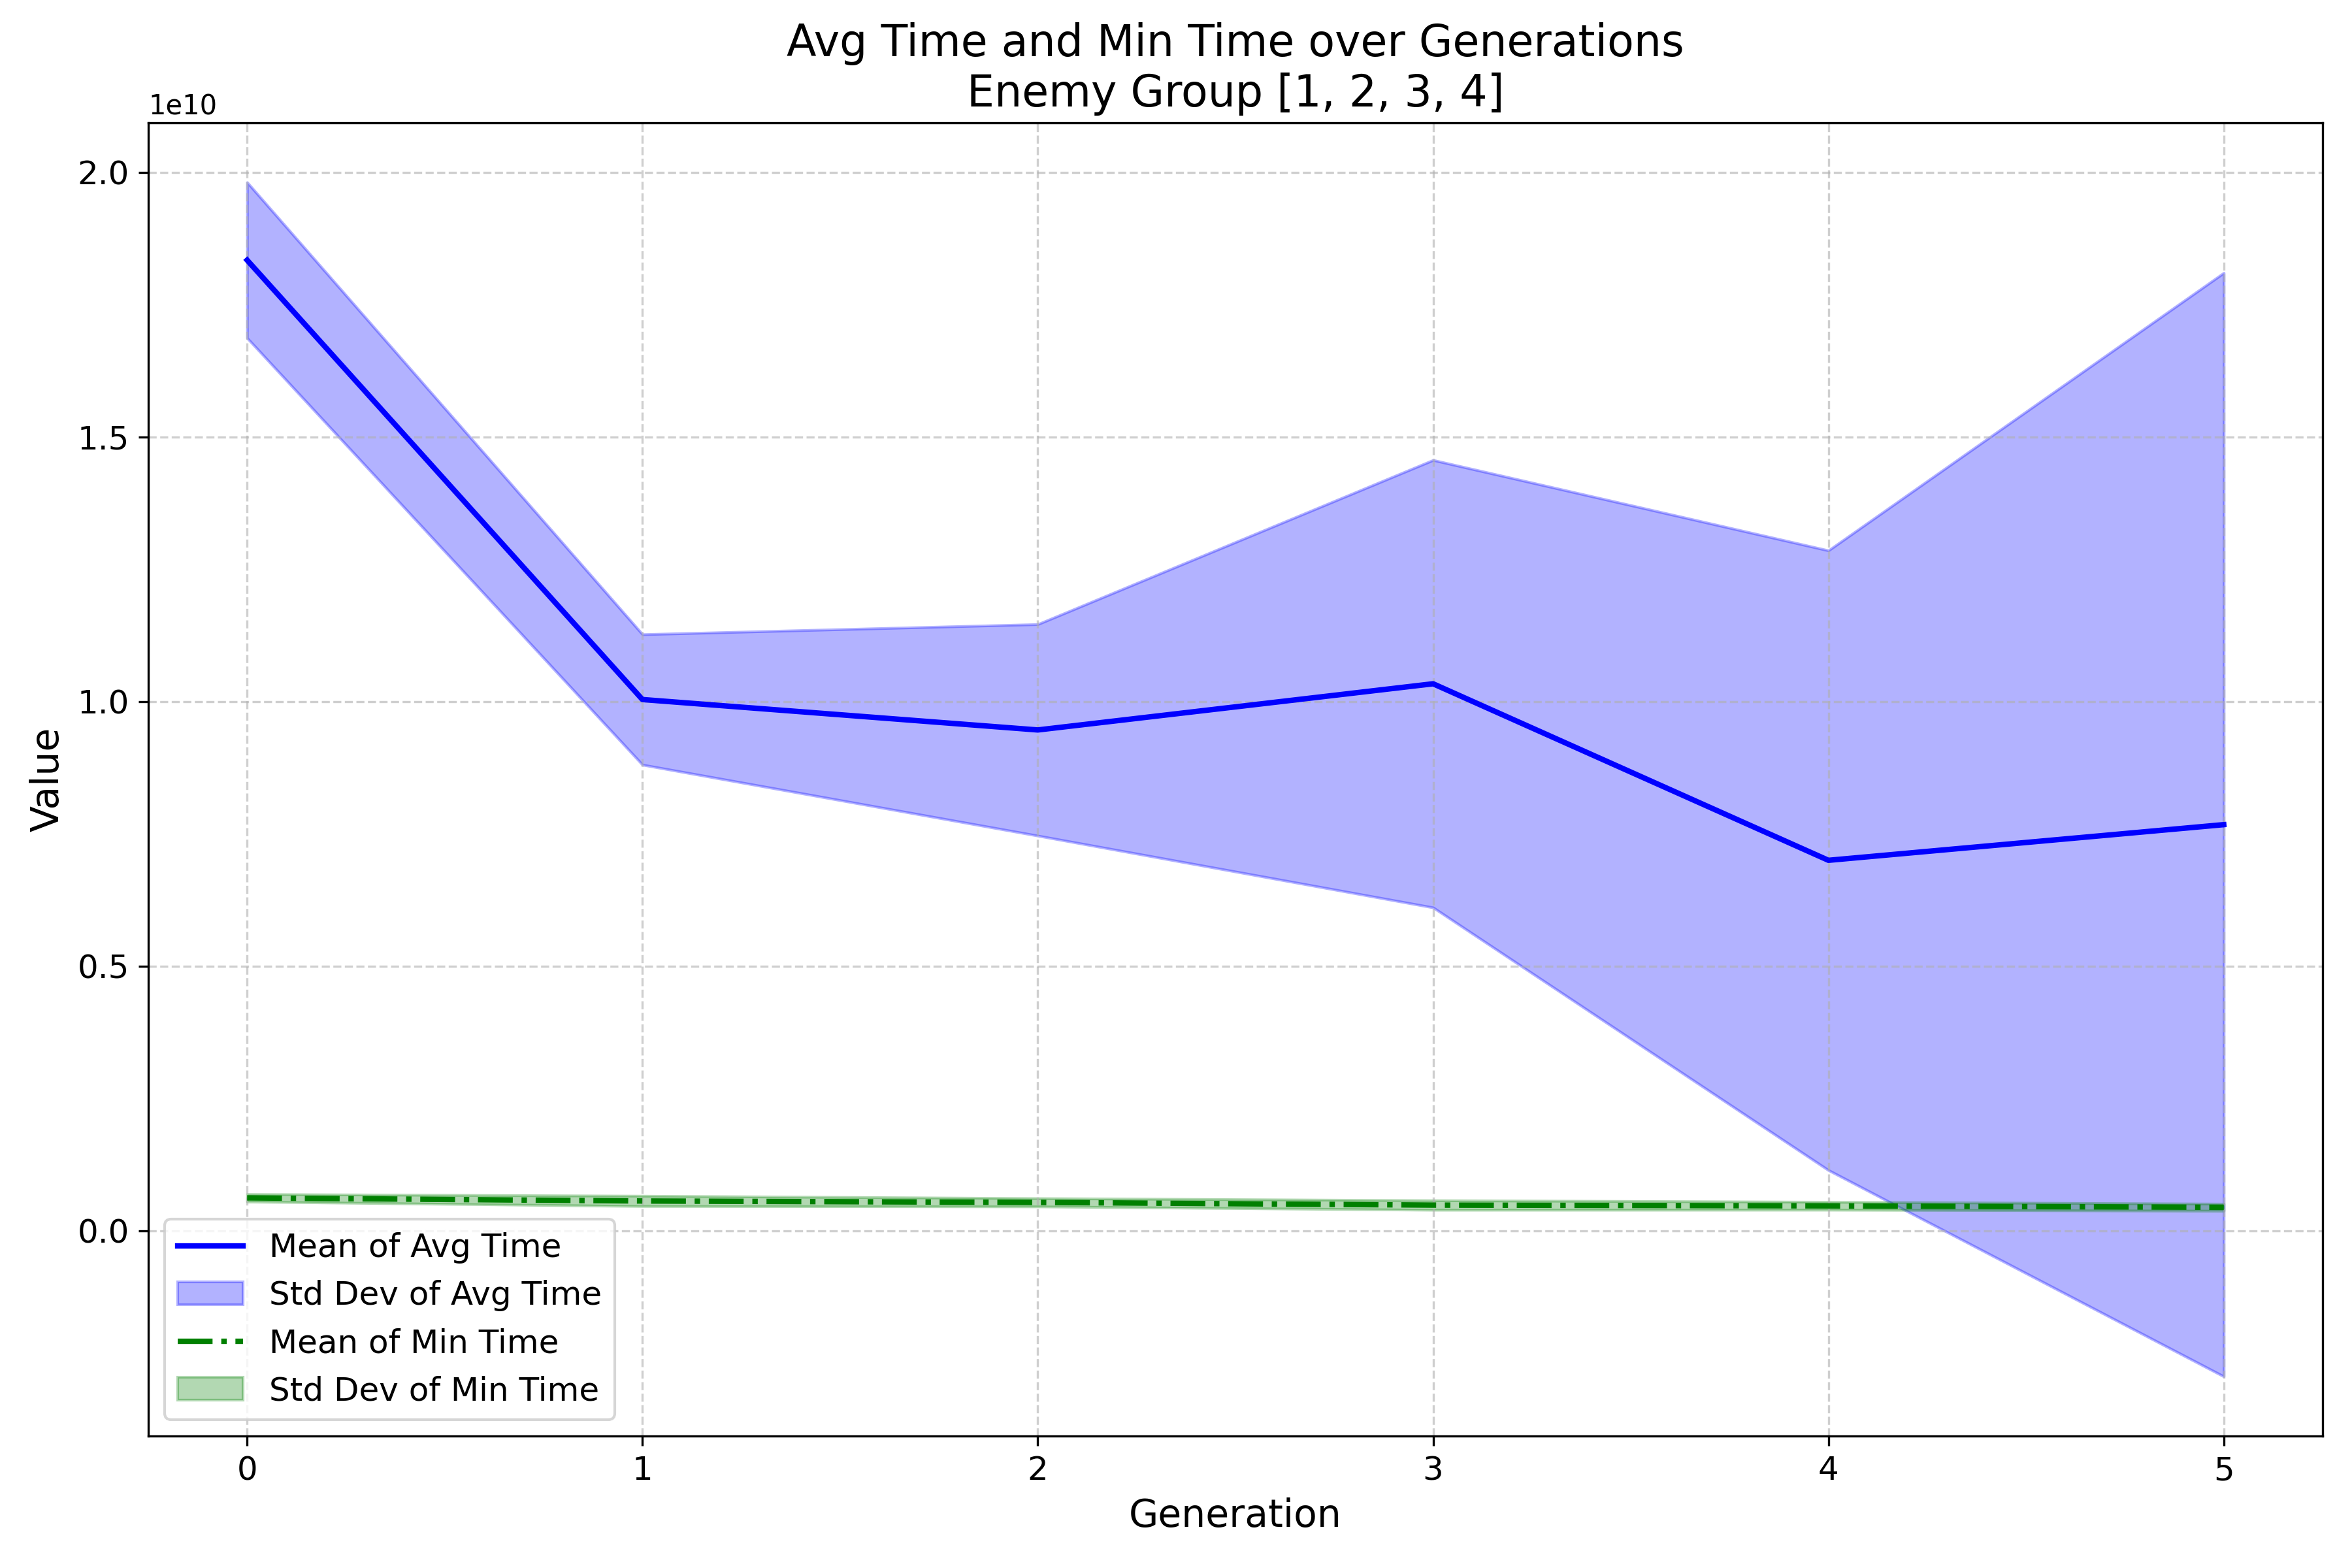 Avg Time and Min Time over Generations
Enemy Group [1, 2, 3, 4]
1e10
2.0
1.5
1.0
0.5
0.0
Value
Mean of Avg Time
Std Dev of Avg Time
Mean of Min Time
Std Dev of Min Time
0 1 2 3 4 5
Generation